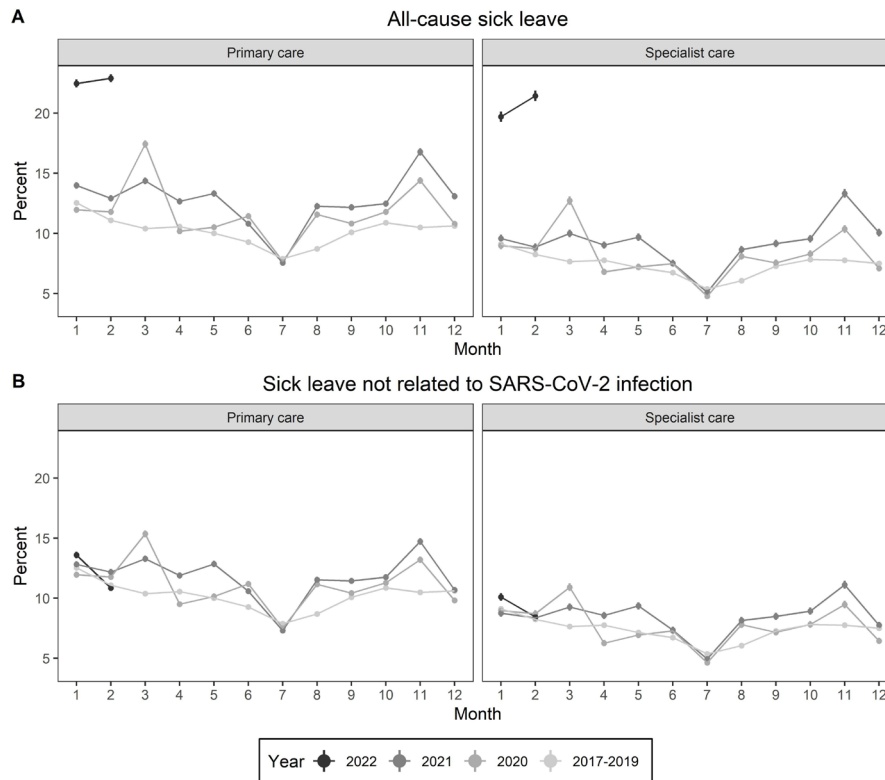 A
All-cause sick leave
Primary care
Specialist care
Percent
20
15
10
5
1 2 3 4 5 6 7 8 9 10 11 12
1 2 3 4 5 6 7 8 9 10 11 12
Month
B
Sick leave not related to SARS-CoV-2 infection
Primary care
Specialist care
Percent
20
15
10
5
1 2 3 4 5 6 7 8 9 10 11 12
1 2 3 4 5 6 7 8 9 10 11 12
Month
Year 2022 2021 2020 2017-2019